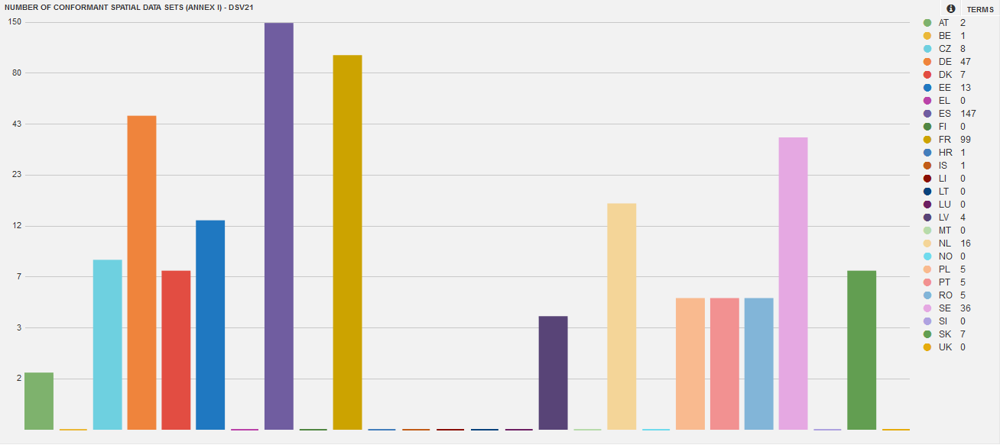 NUMBER OF CONFORMANT SPATIAL DATA SETS (ANNEX I) - DSV21
TERMS
150
80
43
23
12
7
3
2
AT 2
BE 1
CZ 8
DE 47
DK 7
EE 13
EL 0
ES 147
FI 0
FR 99
HR 1
IS 1
LI 0
LT 0
LU 0
LV 4
MT 0
NL 16
NO 0
PL 5
PT 5
RO 5
SE 36
SI 0
SK 7
UK 0